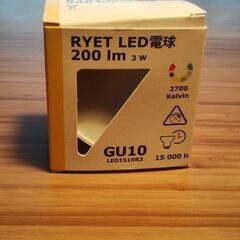 RYET LED電球
200 lm 3 W
2700
Kelvin
GU10
LED1519R3
15 000 h